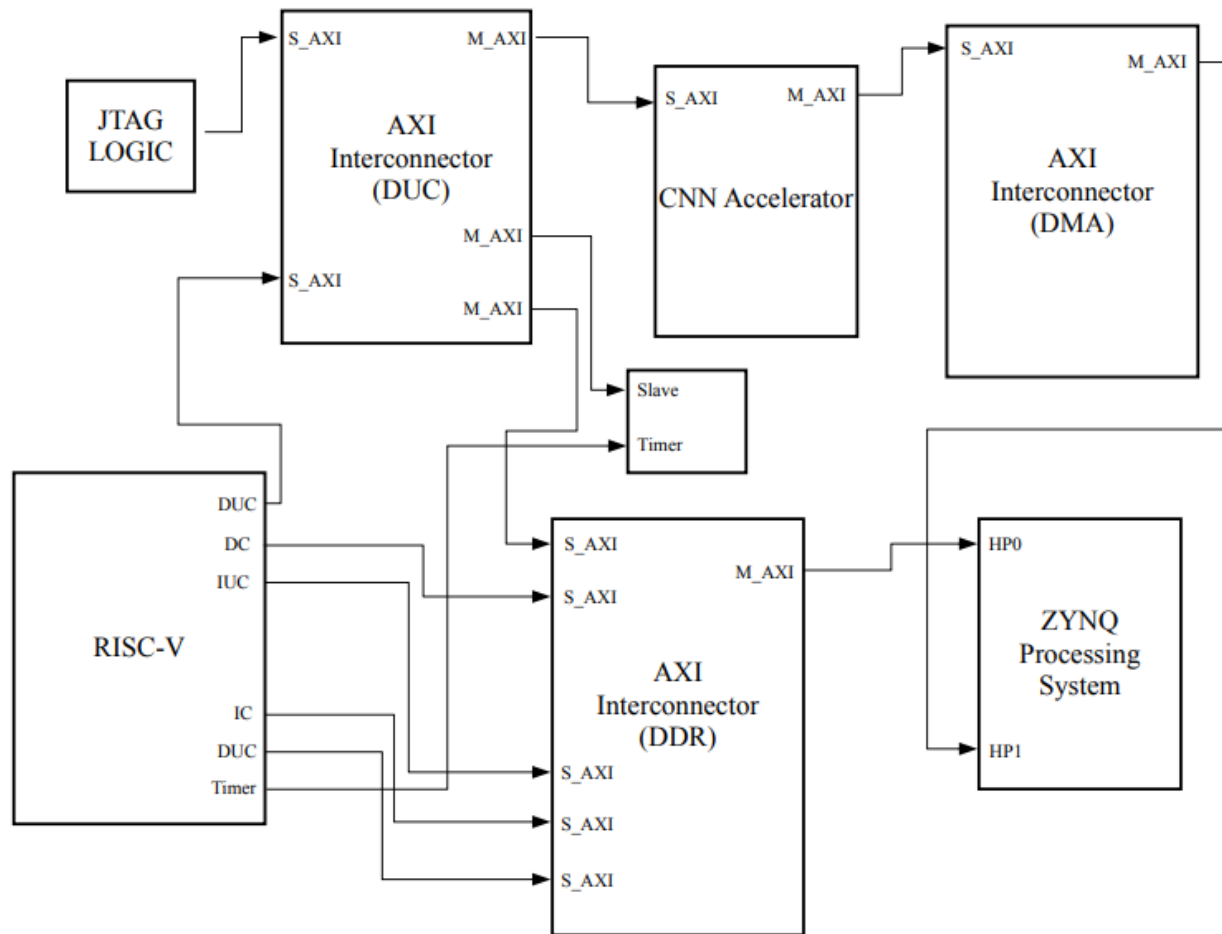 JTAG
LOGIC
S_AXI
M_AXI
AXI
Interconnector
(DUC)
S_AXI
M_AXI
M_AXI
S_AXI
M_AXI
CNN Accelerator
S_AXI
M_AXI
AXI
Interconnector
(DMA)
Slave
Timer
RISC-V
DUC
DC
IUC
IC
DUC
Timer
S_AXI
S_AXI
M_AXI
AXI
Interconnector
(DDR)
S_AXI
S_AXI
S_AXI
HP0
ZYNQ
Processing
System
HP1